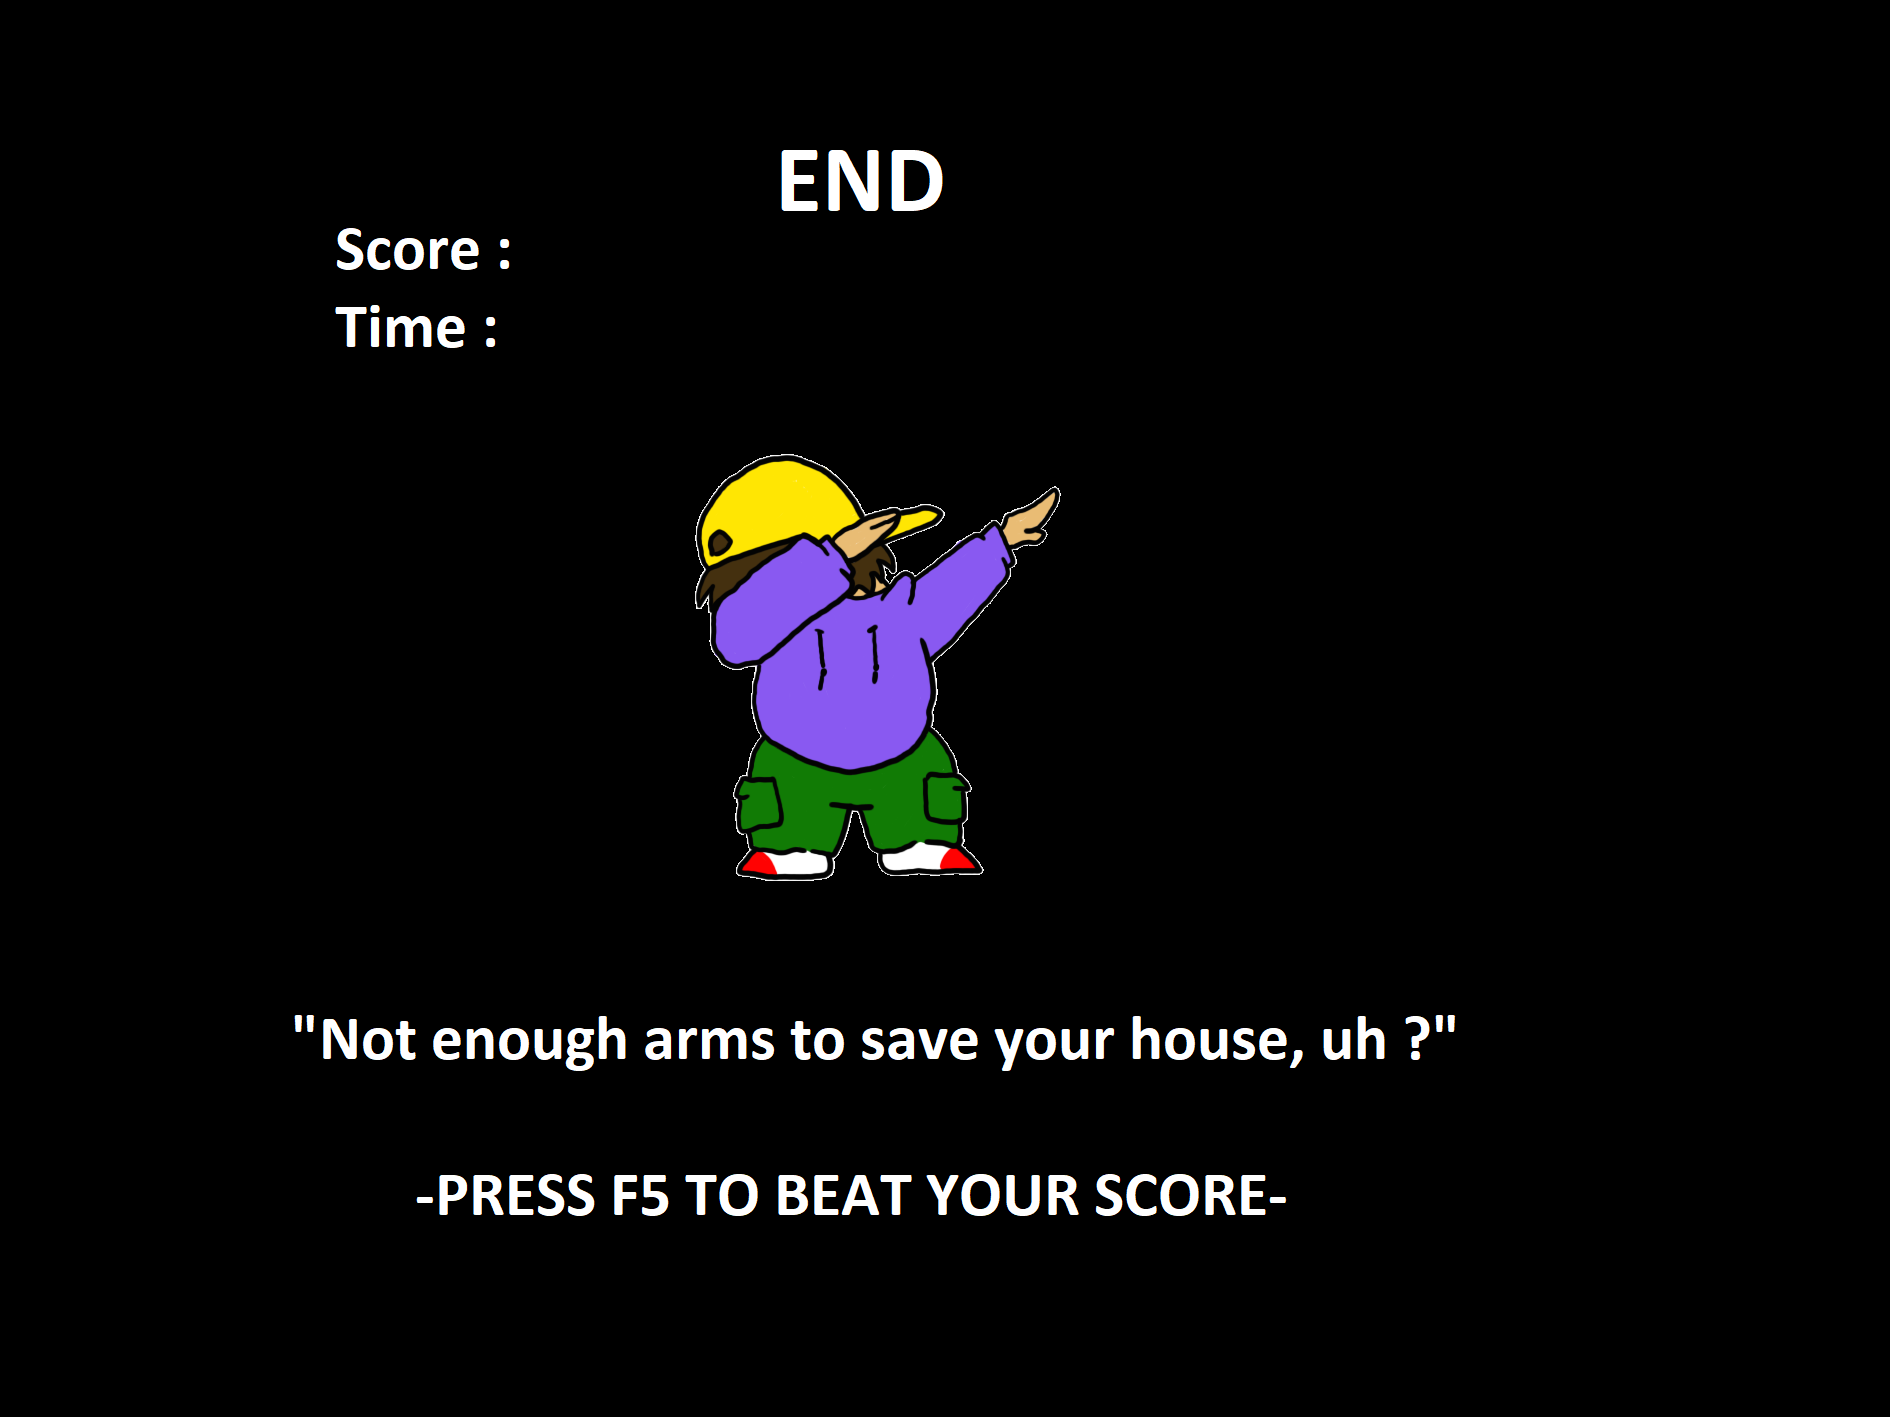 END
Score :
Time :
"Not enough arms to save your house, uh ?"
-PRESS F5 TO BEAT YOUR SCORE-